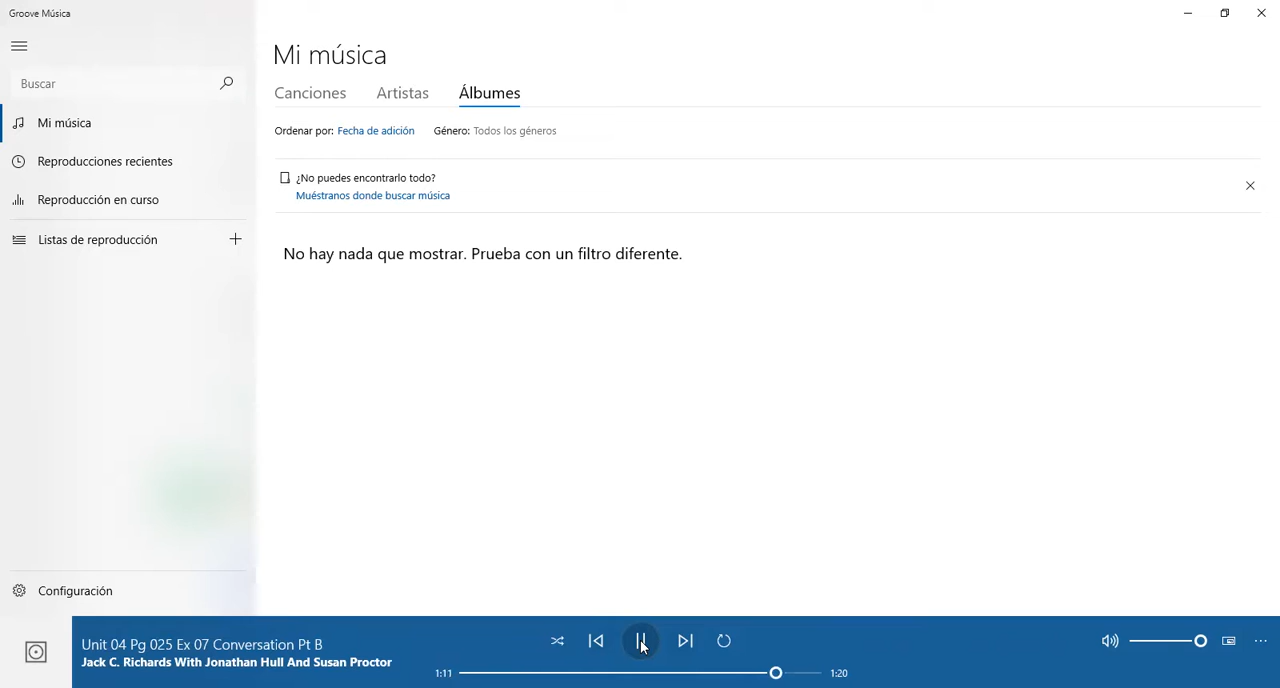 Groove Música
Buscar
Mi música
Reproducciones recientes
Reproducción en curso
Listas de reproducción
Configuración
Mi música
Canciones Artistas Álbumes
Ordenar por: Fecha de adición Género: Todos los géneros
¿No puedes encontrarlo todo?
Muéstranos donde buscar música
No hay nada que mostrar. Prueba con un filtro diferente.
Unit 04 Pg 025 Ex 07 Conversation Pt B
Jack C. Richards With Jonathan Hull And Susan Proctor
1:11 1:20